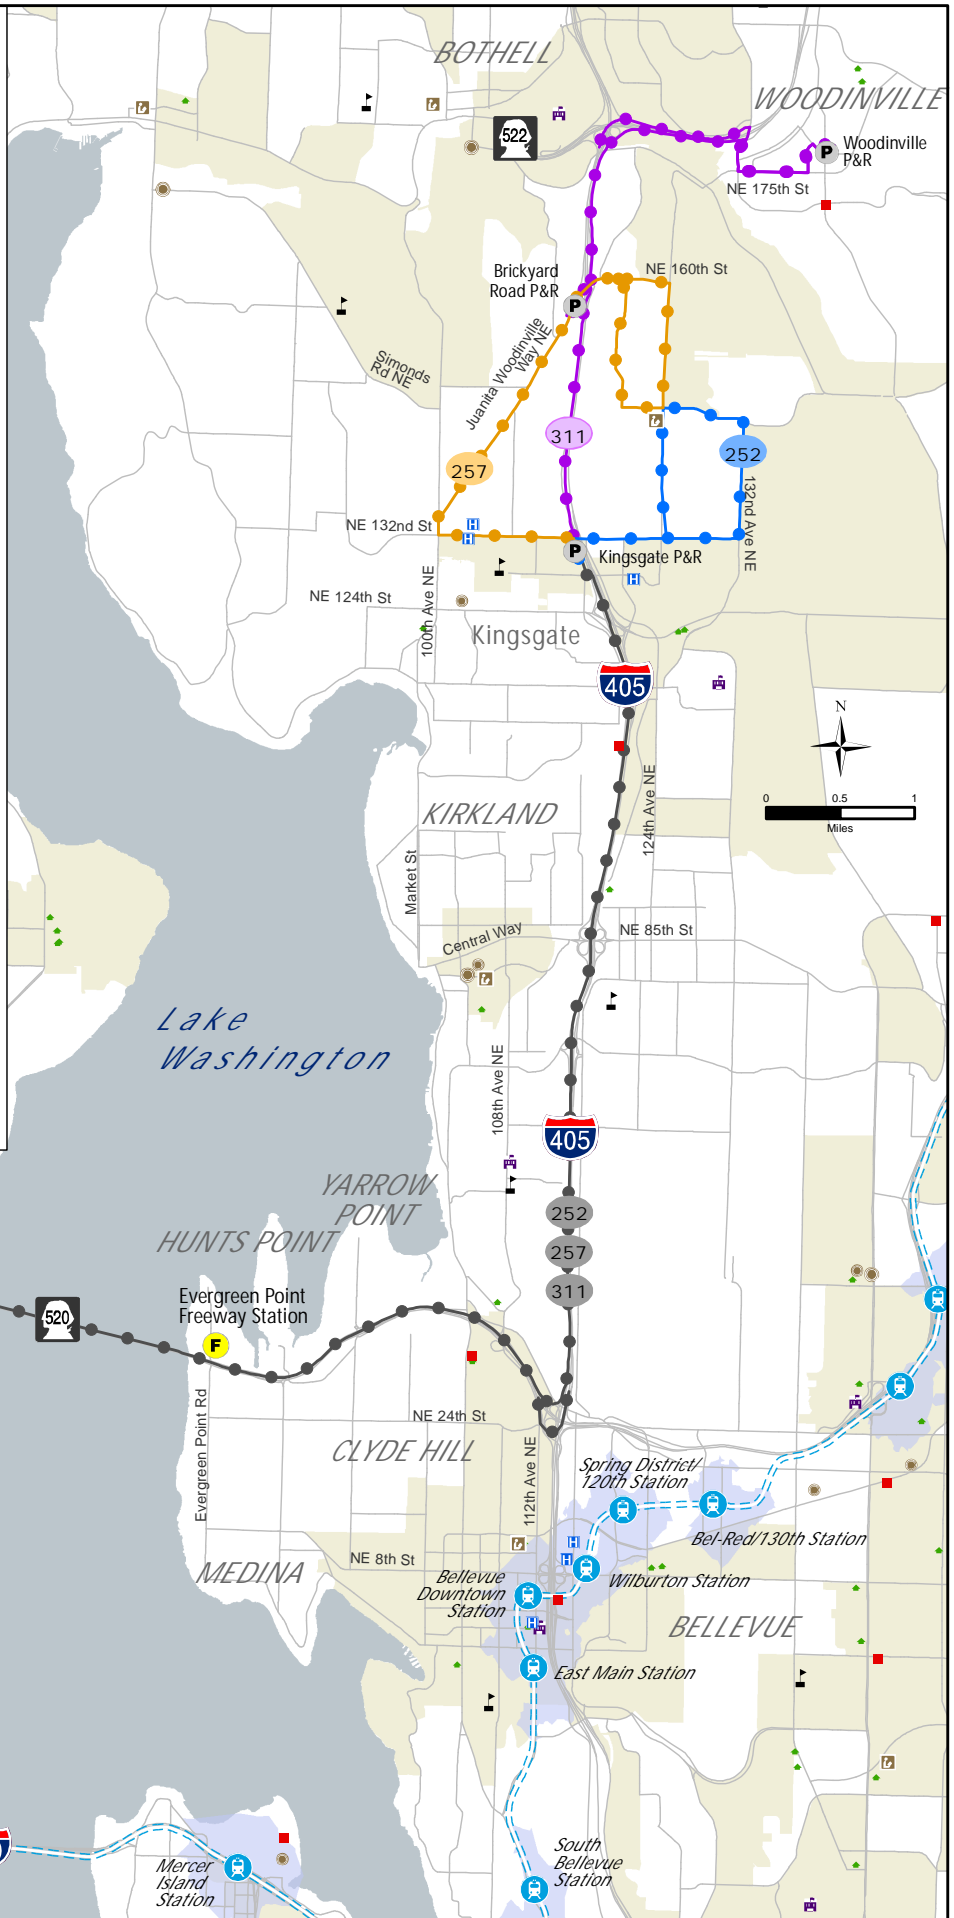 BOTHELL
WOODINVILLE
522
Woodinville
P
P&R
NE 175th St
Brickyard
Road P&R
P
NE 160th St
Simonds
Rd NE
Juanita Woodinville
Way NE
311
257
252
132nd Ave NE
NE 132nd St
H
H
P
Kingsgate P&R
H
100th Ave NE
NE 124th St
Kingsgate
405
N
0
0.5
1
Miles
124th Ave NE
KIRKLAND
Market St
Central Way
NE 85th St
Lake
Washington
108th Ave NE
405
YARROW
POINT
HUNTS POINT
252
257
311
Evergreen Point
Freeway Station
520
F
Evergreen Point Rd
NE 24th St
CLYDE HILL
112th Ave NE
Spring District/
120th Station
Bel-Red/130th Station
NE 8th St
H
H
MEDINA
Bellevue
Downtown
Station
Wilburton Station
H
BELLEVUE
East Main Station
South
Bellevue
Station
Mercer
Island
Station